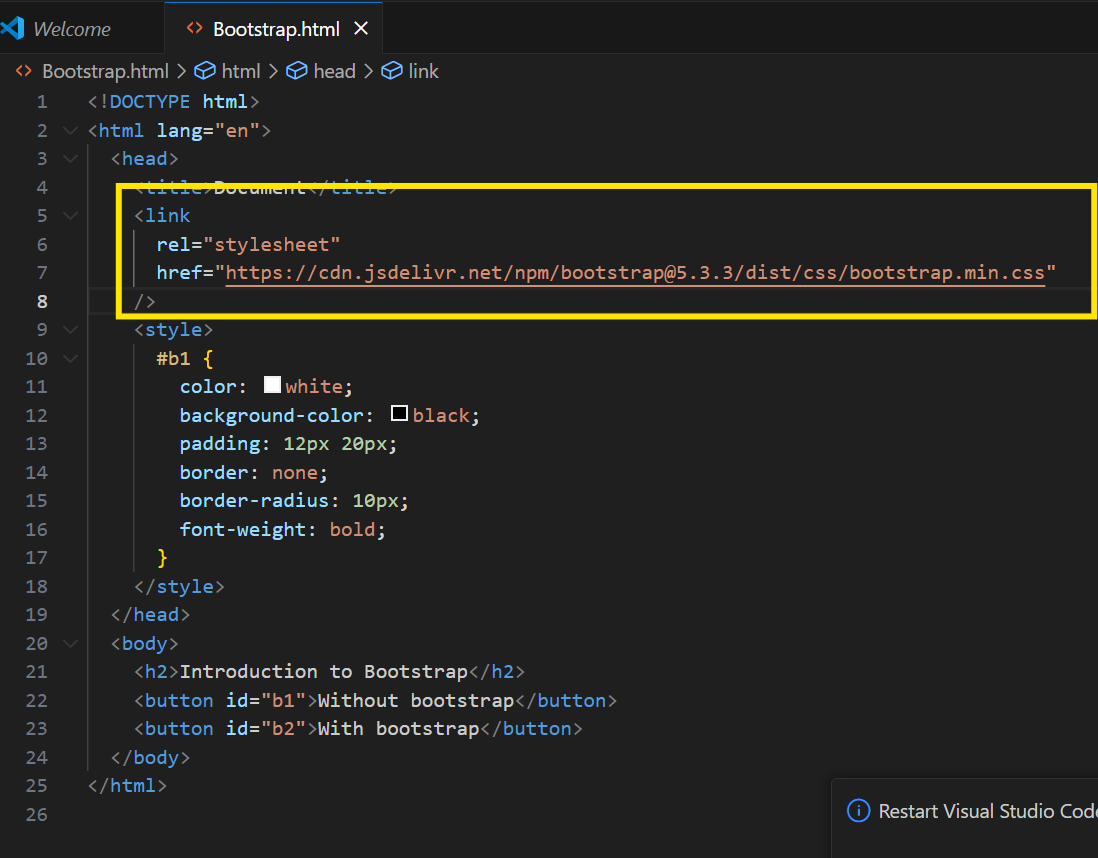 Welcome
Bootstrap.html
Bootstrap.html > html > head > link
1 <!DOCTYPE html>
2 <html lang="en">
3 <head>
4 <title>Document</title>
5 <link
6 rel="stylesheet"
7 href="https://cdn.jsdelivr.net/npm/bootstrap@5.3.3/dist/css/bootstrap.min.css"
8 />
9 <style>
10 #b1 {
11 color: white;
12 background-color: black;
13 padding: 12px 20px;
14 border: none;
15 border-radius: 10px;
16 font-weight: bold;
17 }
18 </style>
19 </head>
20 <body>
21 <h2>Introduction to Bootstrap</h2>
22 <button id="b1">Without bootstrap</button>
23 <button id="b2">With bootstrap</button>
24 </body>
25 </html>
26
Restart Visual Studio Code